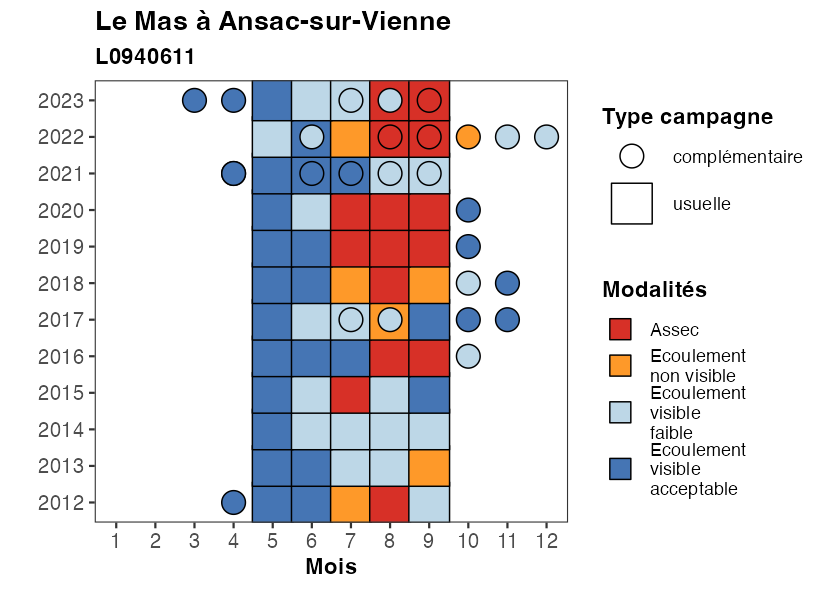 Le Mas à Ansac-sur-Vienne
L0940611
2023
2022
2021
2020
2019
2018
2017
2016
2015
2014
2013
2012
1 2 3 4 5 6 7 8 9 10 11 12
Mois
Type campagne
complémentaire
usuelle
Modalités
Assec
Ecoulement
non visible
Ecoulement
visible
faible
Ecoulement
visible
acceptable